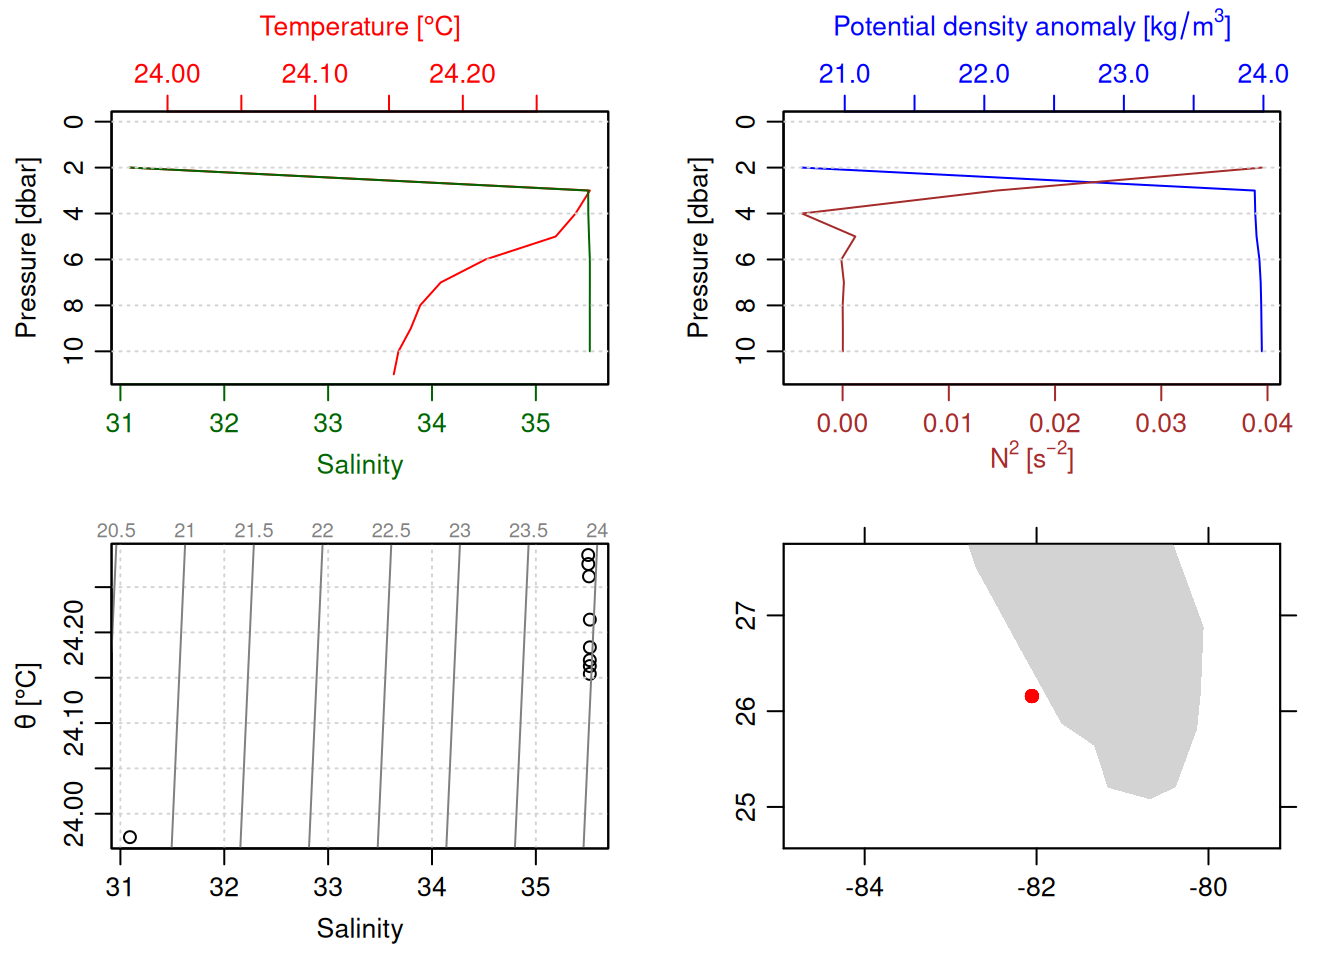 Temperature [°C]
24.00 24.10 24.20
0
2
4
6
8
10
Pressure [dbar]
31 32 33 34 35
Salinity
Potential density anomaly [kg/m³]
21.0 22.0 23.0 24.0
0
2
4
6
8
10
Pressure [dbar]
0.00 0.01 0.02 0.03 0.04
N² [s⁻²]
20.5 21 21.5 22 22.5 23 23.5 24
24.20
24.10
24.00
θ [°C]
31 32 33 34 35
Salinity
27
26
25
-84 -82 -80